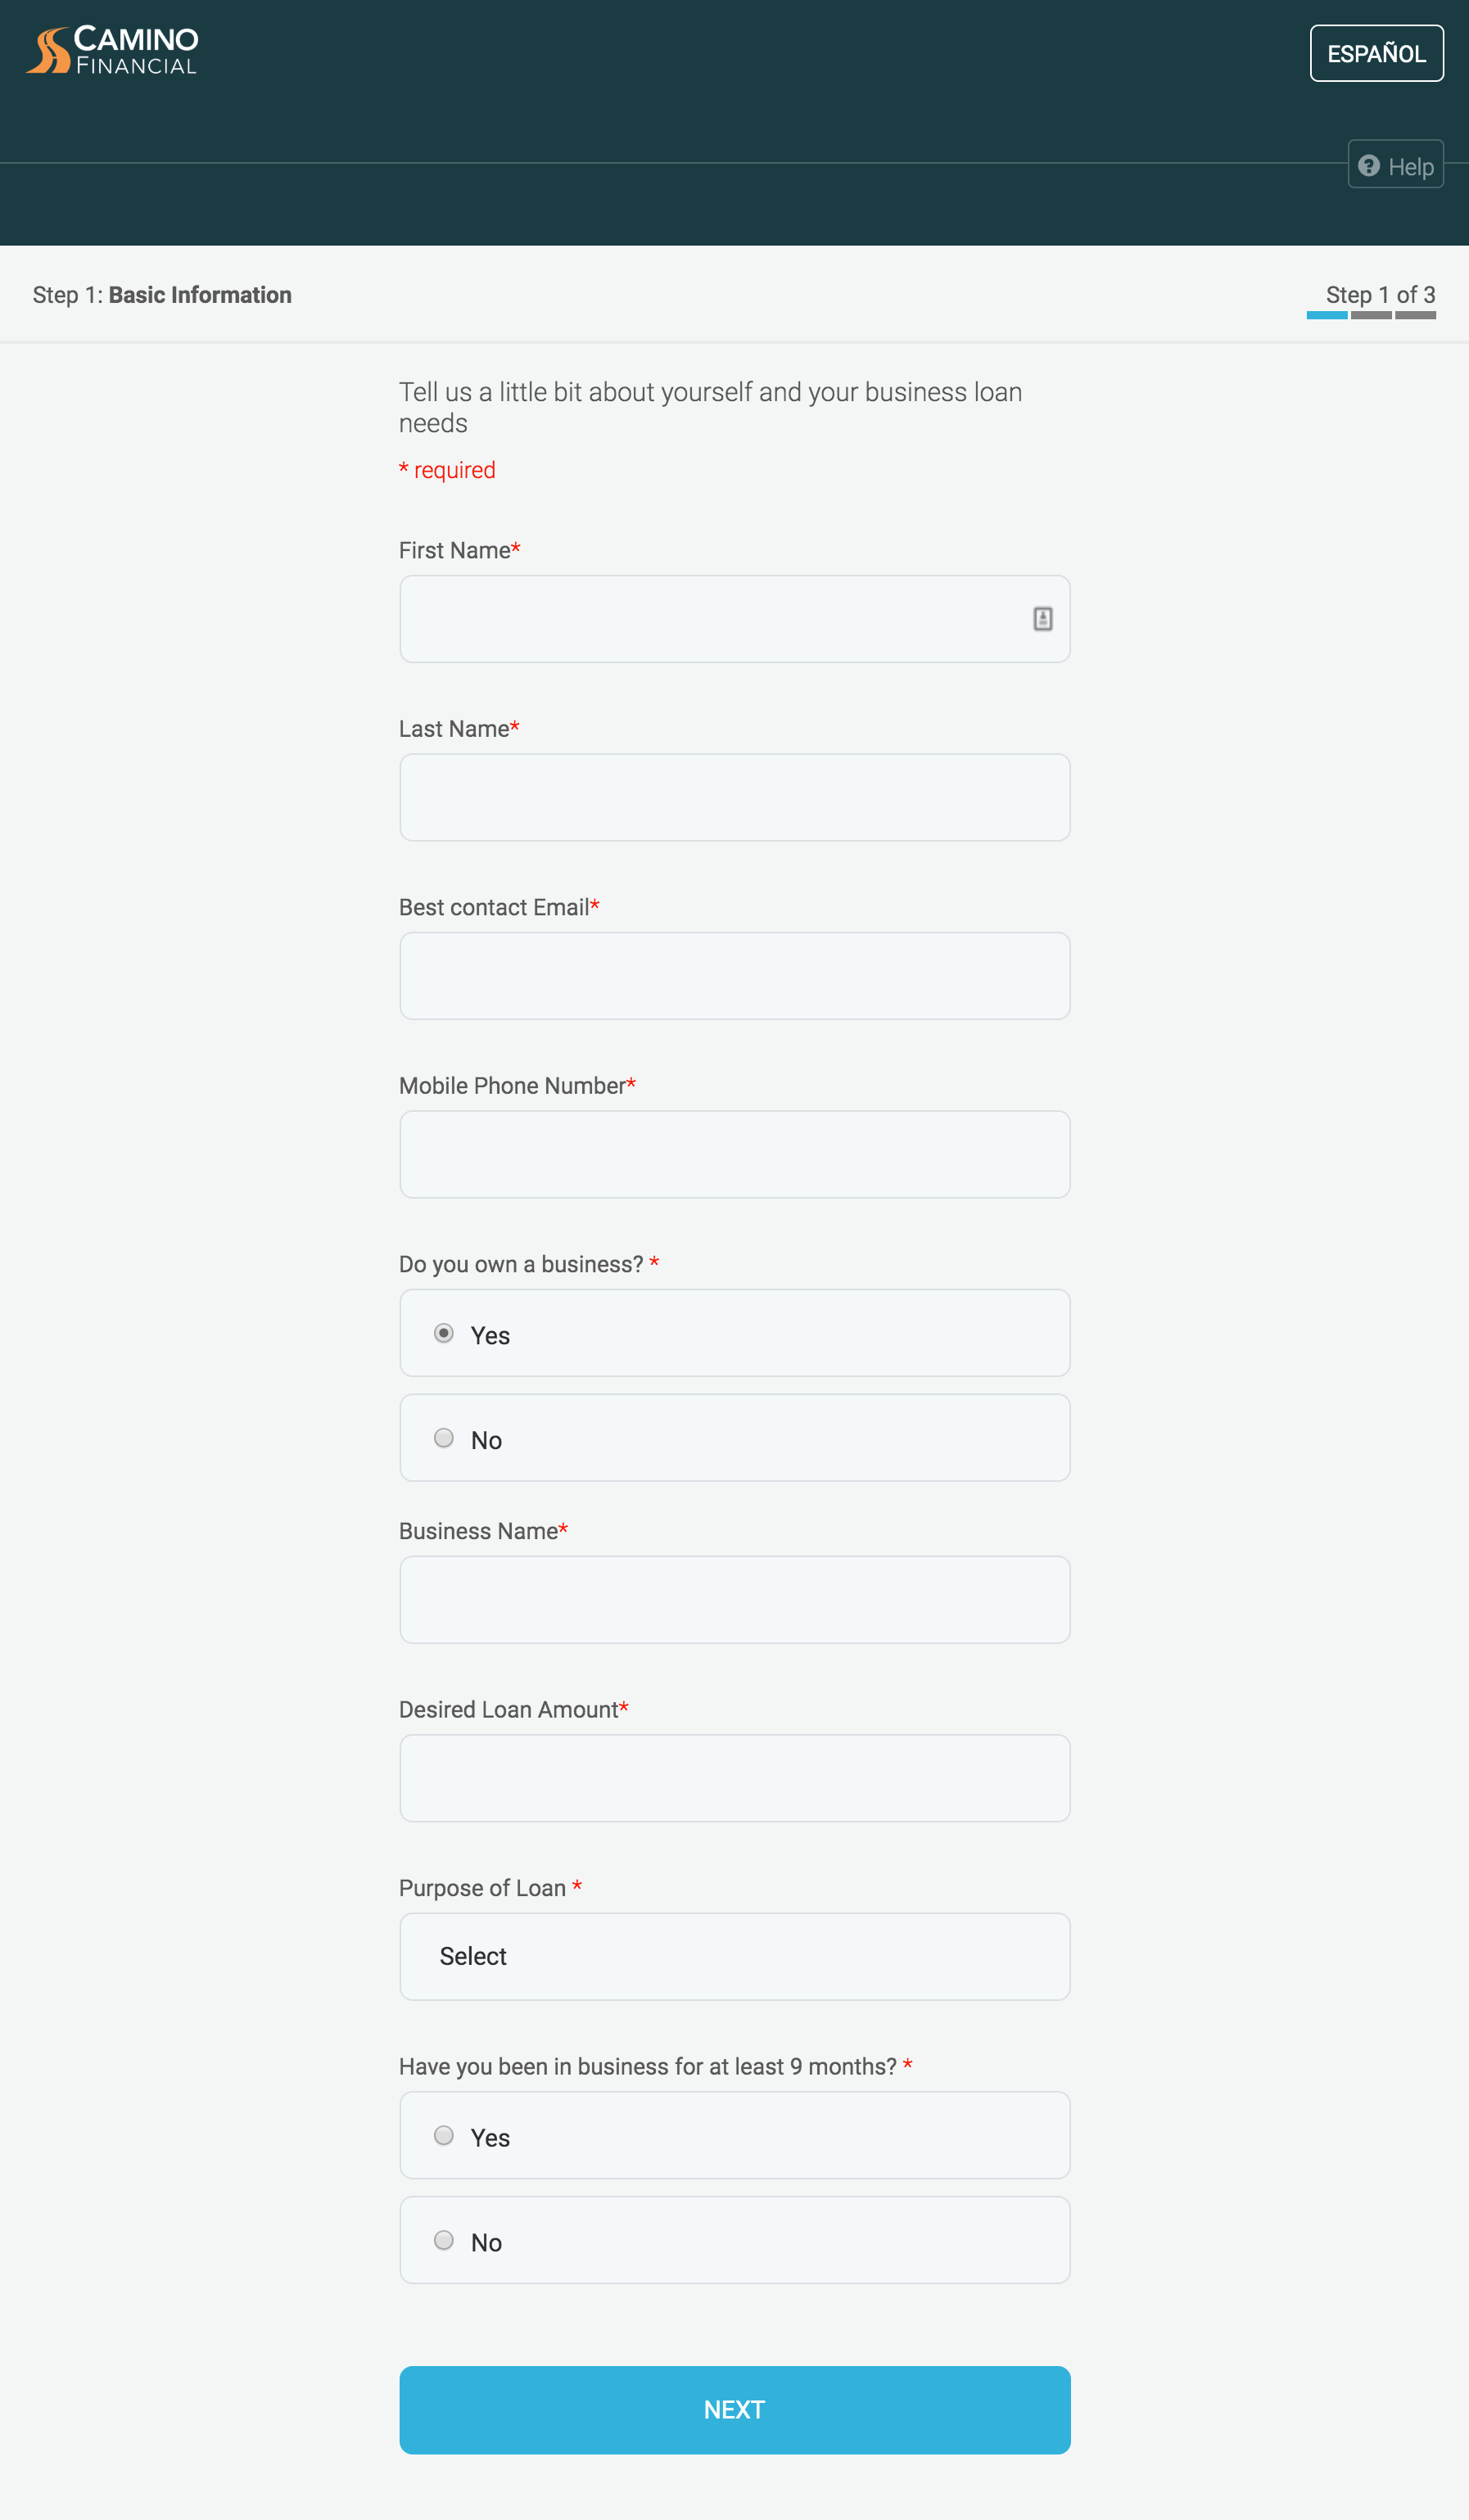 CAMINO
FINANCIAL
ESPAÑOL
Help
Step 1: Basic Information
Step 1 of 3
Tell us a little bit about yourself and your business loan
needs
* required
First Name*
Last Name*
Best contact Email*
Mobile Phone Number*
Do you own a business? *
Yes
No
Business Name*
Desired Loan Amount*
Purpose of Loan *
Select
Have you been in business for at least 9 months? *
Yes
No
NEXT